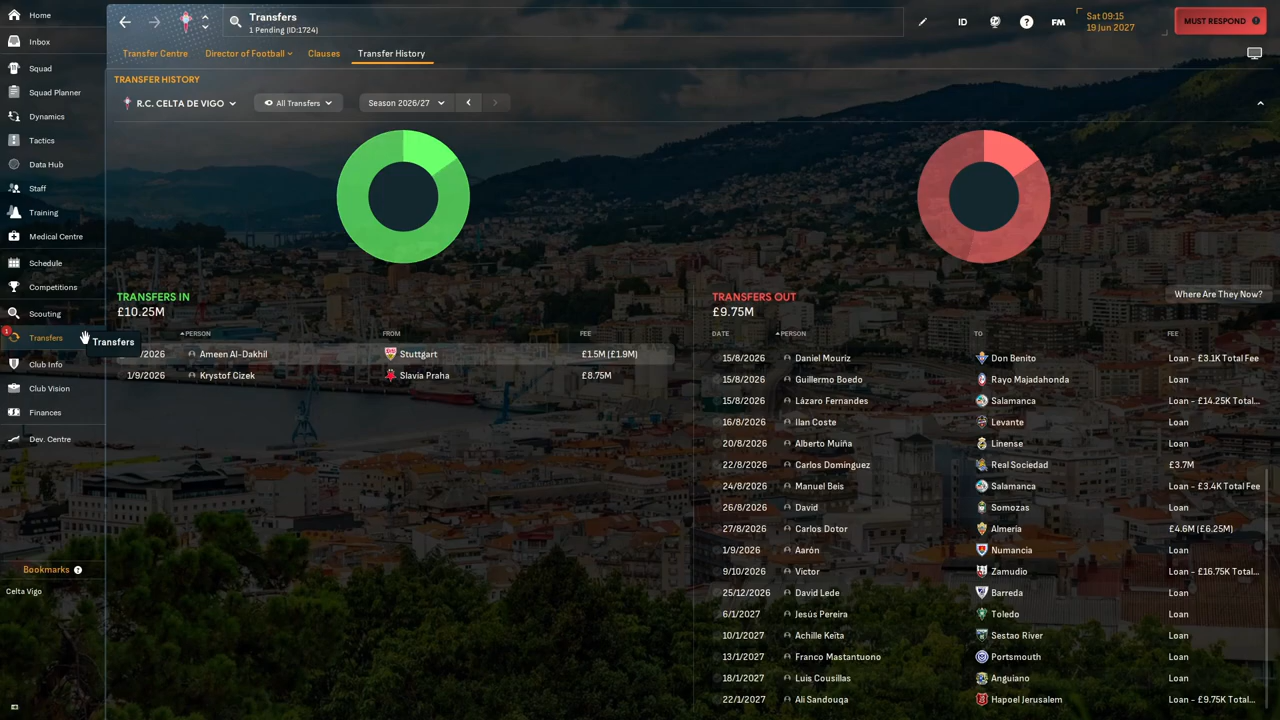 Home
Inbox
Squad
Squad Planner
Dynamics
Tactics
Data Hub
Staff
Training
Medical Centre
Schedule
Competitions
Scouting
1
Transfers
Transfers
Club Info
Club Vision
Finances
Dev. Centre
Bookmarks ?
Celta Vigo
Transfers
1 Pending (ID:1724)
ID
?
FM
Sat 09:15
19 Jun 2027
MUST RESPOND
Transfer Centre
Director of Football
Clauses
Transfer History
TRANSFER HISTORY
R.C. CELTA DE VIGO
All Transfers
Season 2026/27
TRANSFERS IN
£10.25M
PERSON FROM FEE
/2026 Ameen Al-Dakhil Stuttgart £1.5M (£1.9M)
1/9/2026 Krystof Cizek Slavia Praha £8.75M
TRANSFERS OUT
£9.75M
Where Are They Now?
DATE PERSON TO FEE
15/8/2026 Daniel Mouriz Don Benito Loan - £3.1K Total Fee
15/8/2026 Guillermo Boedo Rayo Majadahonda Loan
15/8/2026 Lázaro Fernandes Salamanca Loan - £14.25K Total...
16/8/2026 Ilan Coste Levante Loan
20/8/2026 Alberto Muiña Linense Loan
22/8/2026 Carlos Domínguez Real Sociedad £3.7M
24/8/2026 Manuel Beis Salamanca Loan - £3.4K Total Fee
26/8/2026 David Somozas Loan
27/8/2026 Carlos Dotor Almería £4.6M (£6.25M)
1/9/2026 Aarón Numancia Loan
9/10/2026 Víctor Zamudio Loan - £16.75K Total...
25/12/2026 David Lede Barreda Loan
6/1/2027 Jesús Pereira Toledo Loan
10/1/2027 Achille Keïta Sestao River Loan
13/1/2027 Franco Mastantuono Portsmouth Loan
18/1/2027 Luis Cousillas Anguiano Loan
22/1/2027 Ali Sandouqa Hapoel Jerusalem Loan - £9.75K Total...